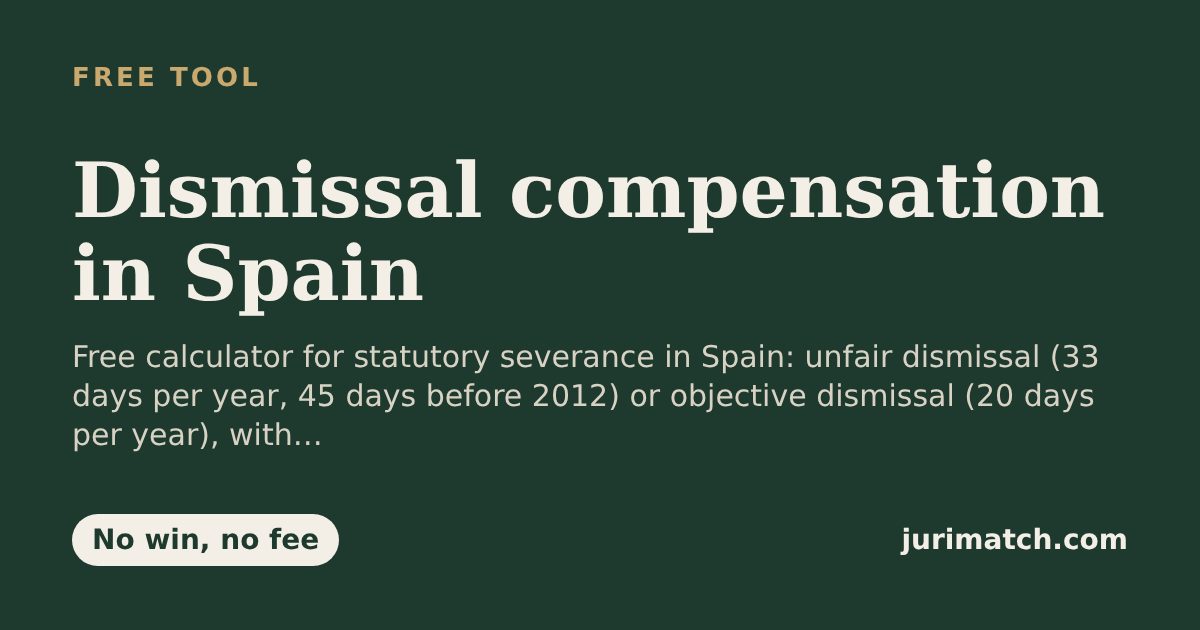 FREE TOOL
Dismissal compensation
in Spain
Free calculator for statutory severance in Spain: unfair dismissal (33
days per year, 45 days before 2012) or objective dismissal (20 days
per year), with...
No win, no fee
jurimatch.com